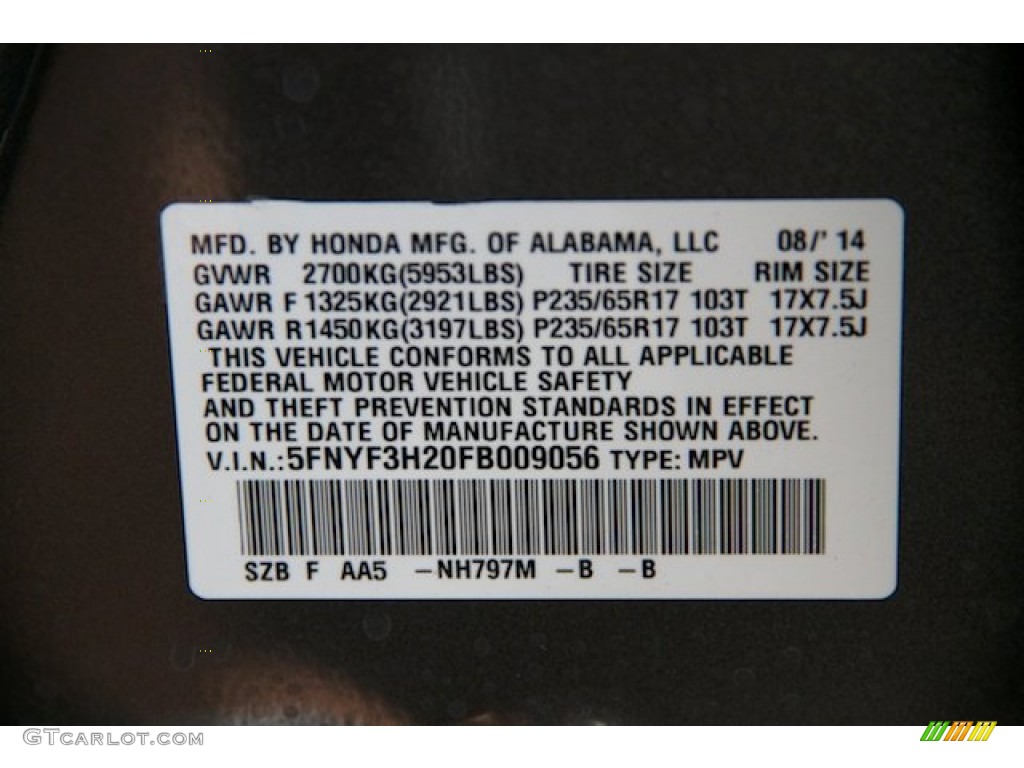 MFD. BY HONDA MFG. OF ALABAMA, LLC 08/' 14
GVWR 2700KG(5953LBS) TIRE SIZE RIM SIZE
GAWR F 1325KG(2921LBS) P235/65R17 103T 17X7.5J
GAWR R1450KG(3197LBS) P235/65R17 103T 17X7.5J
THIS VEHICLE CONFORMS TO ALL APPLICABLE
FEDERAL MOTOR VEHICLE SAFETY
AND THEFT PREVENTION STANDARDS IN EFFECT
ON THE DATE OF MANUFACTURE SHOWN ABOVE.
V.I.N.:5FNYF3H20FB009056 TYPE: MPV
SZB F AA5 -NH797M -B -B
GTCARLOT.COM